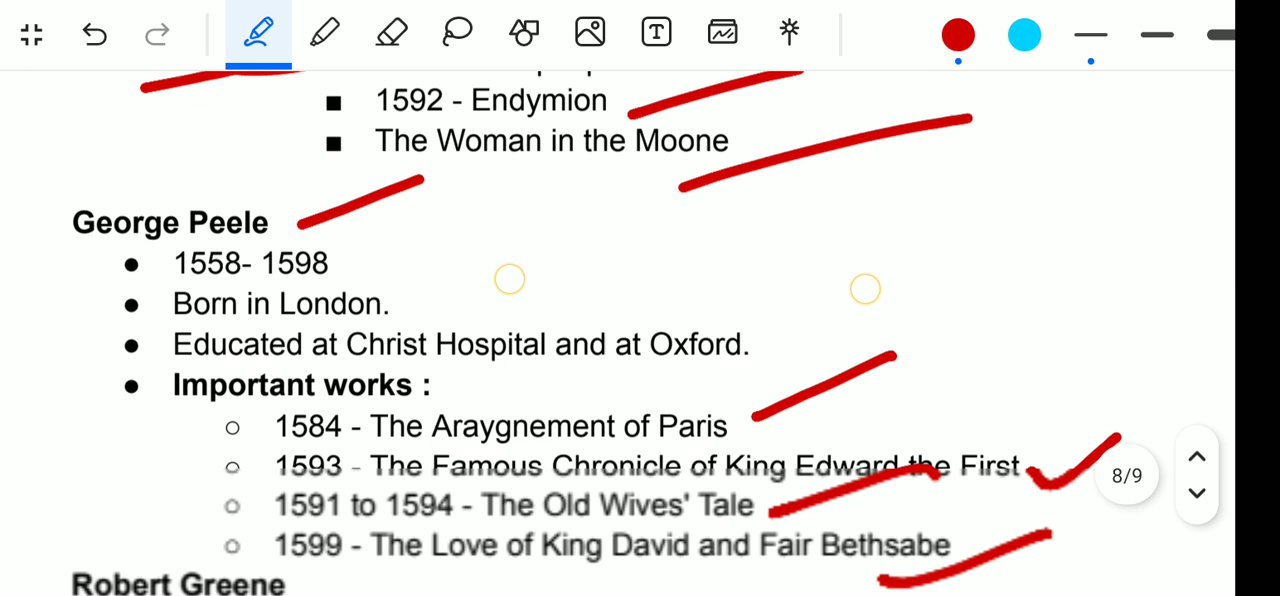 T
■ 1592 - Endymion
■ The Woman in the Moone
George Peele
● 1558- 1598
● Born in London.
● Educated at Christ Hospital and at Oxford.
● Important works :
○ 1584 - The Araygnement of Paris
○ 1593 - The Famous Chronicle of King Edward the First
8/9
○ 1591 to 1594 - The Old Wives' Tale
○ 1599 - The Love of King David and Fair Bethsabe
Robert Greene